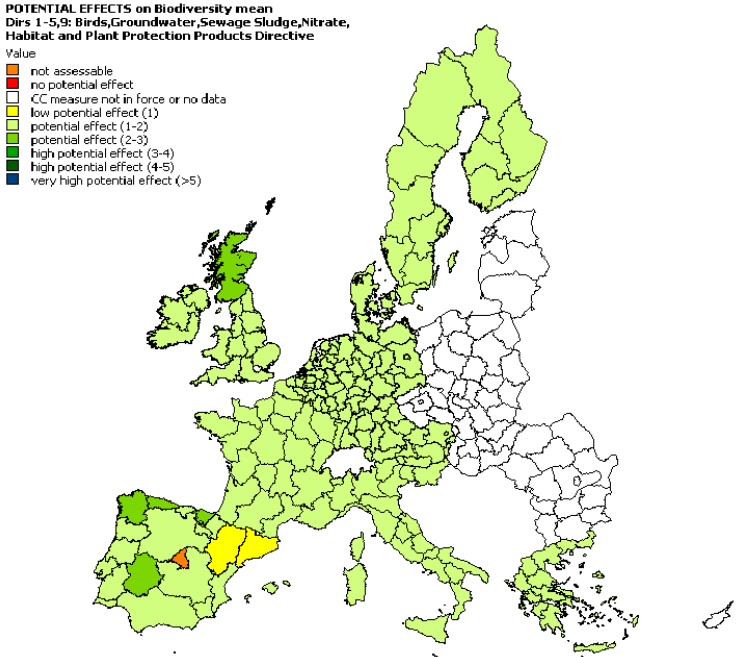 POTENTIAL EFFECTS on Biodiversity mean
Dirs 1-5,9: Birds,Groundwater,Sewage Sludge,Nitrate,
Habitat and Plant Protection Products Directive
Value
not assessable
no potential effect
CC measure not in force or no data
low potential effect (1)
potential effect (1-2)
potential effect (2-3)
high potential effect (3-4)
high potential effect (4-5)
very high potential effect (>5)